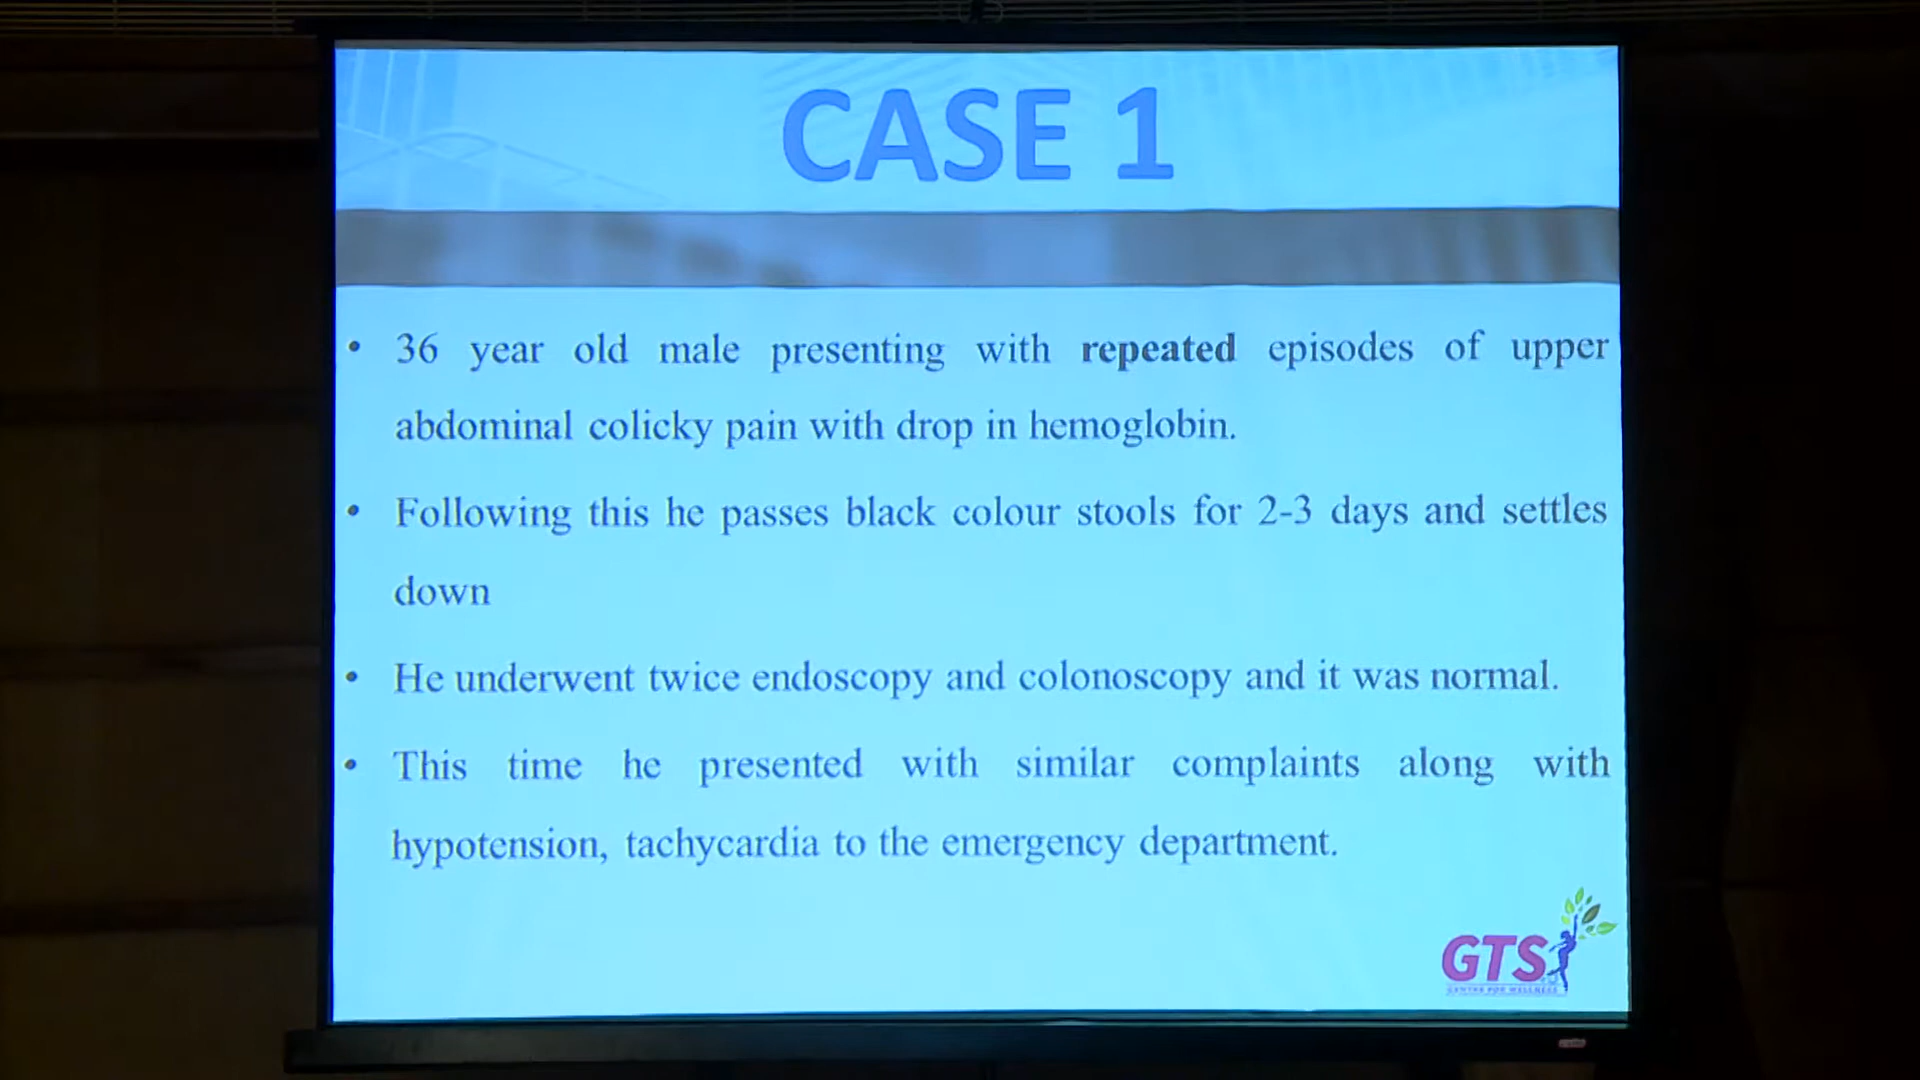 CASE 1
• 36 year old male presenting with repeated episodes of upper
abdominal colicky pain with drop in hemoglobin.
• Following this he passes black colour stools for 2-3 days and settles
down
• He underwent twice endoscopy and colonoscopy and it was normal.
• This time he presented with similar complaints along with
hypotension, tachycardia to the emergency department.
GTS
CENTRE FOR WELLNESS